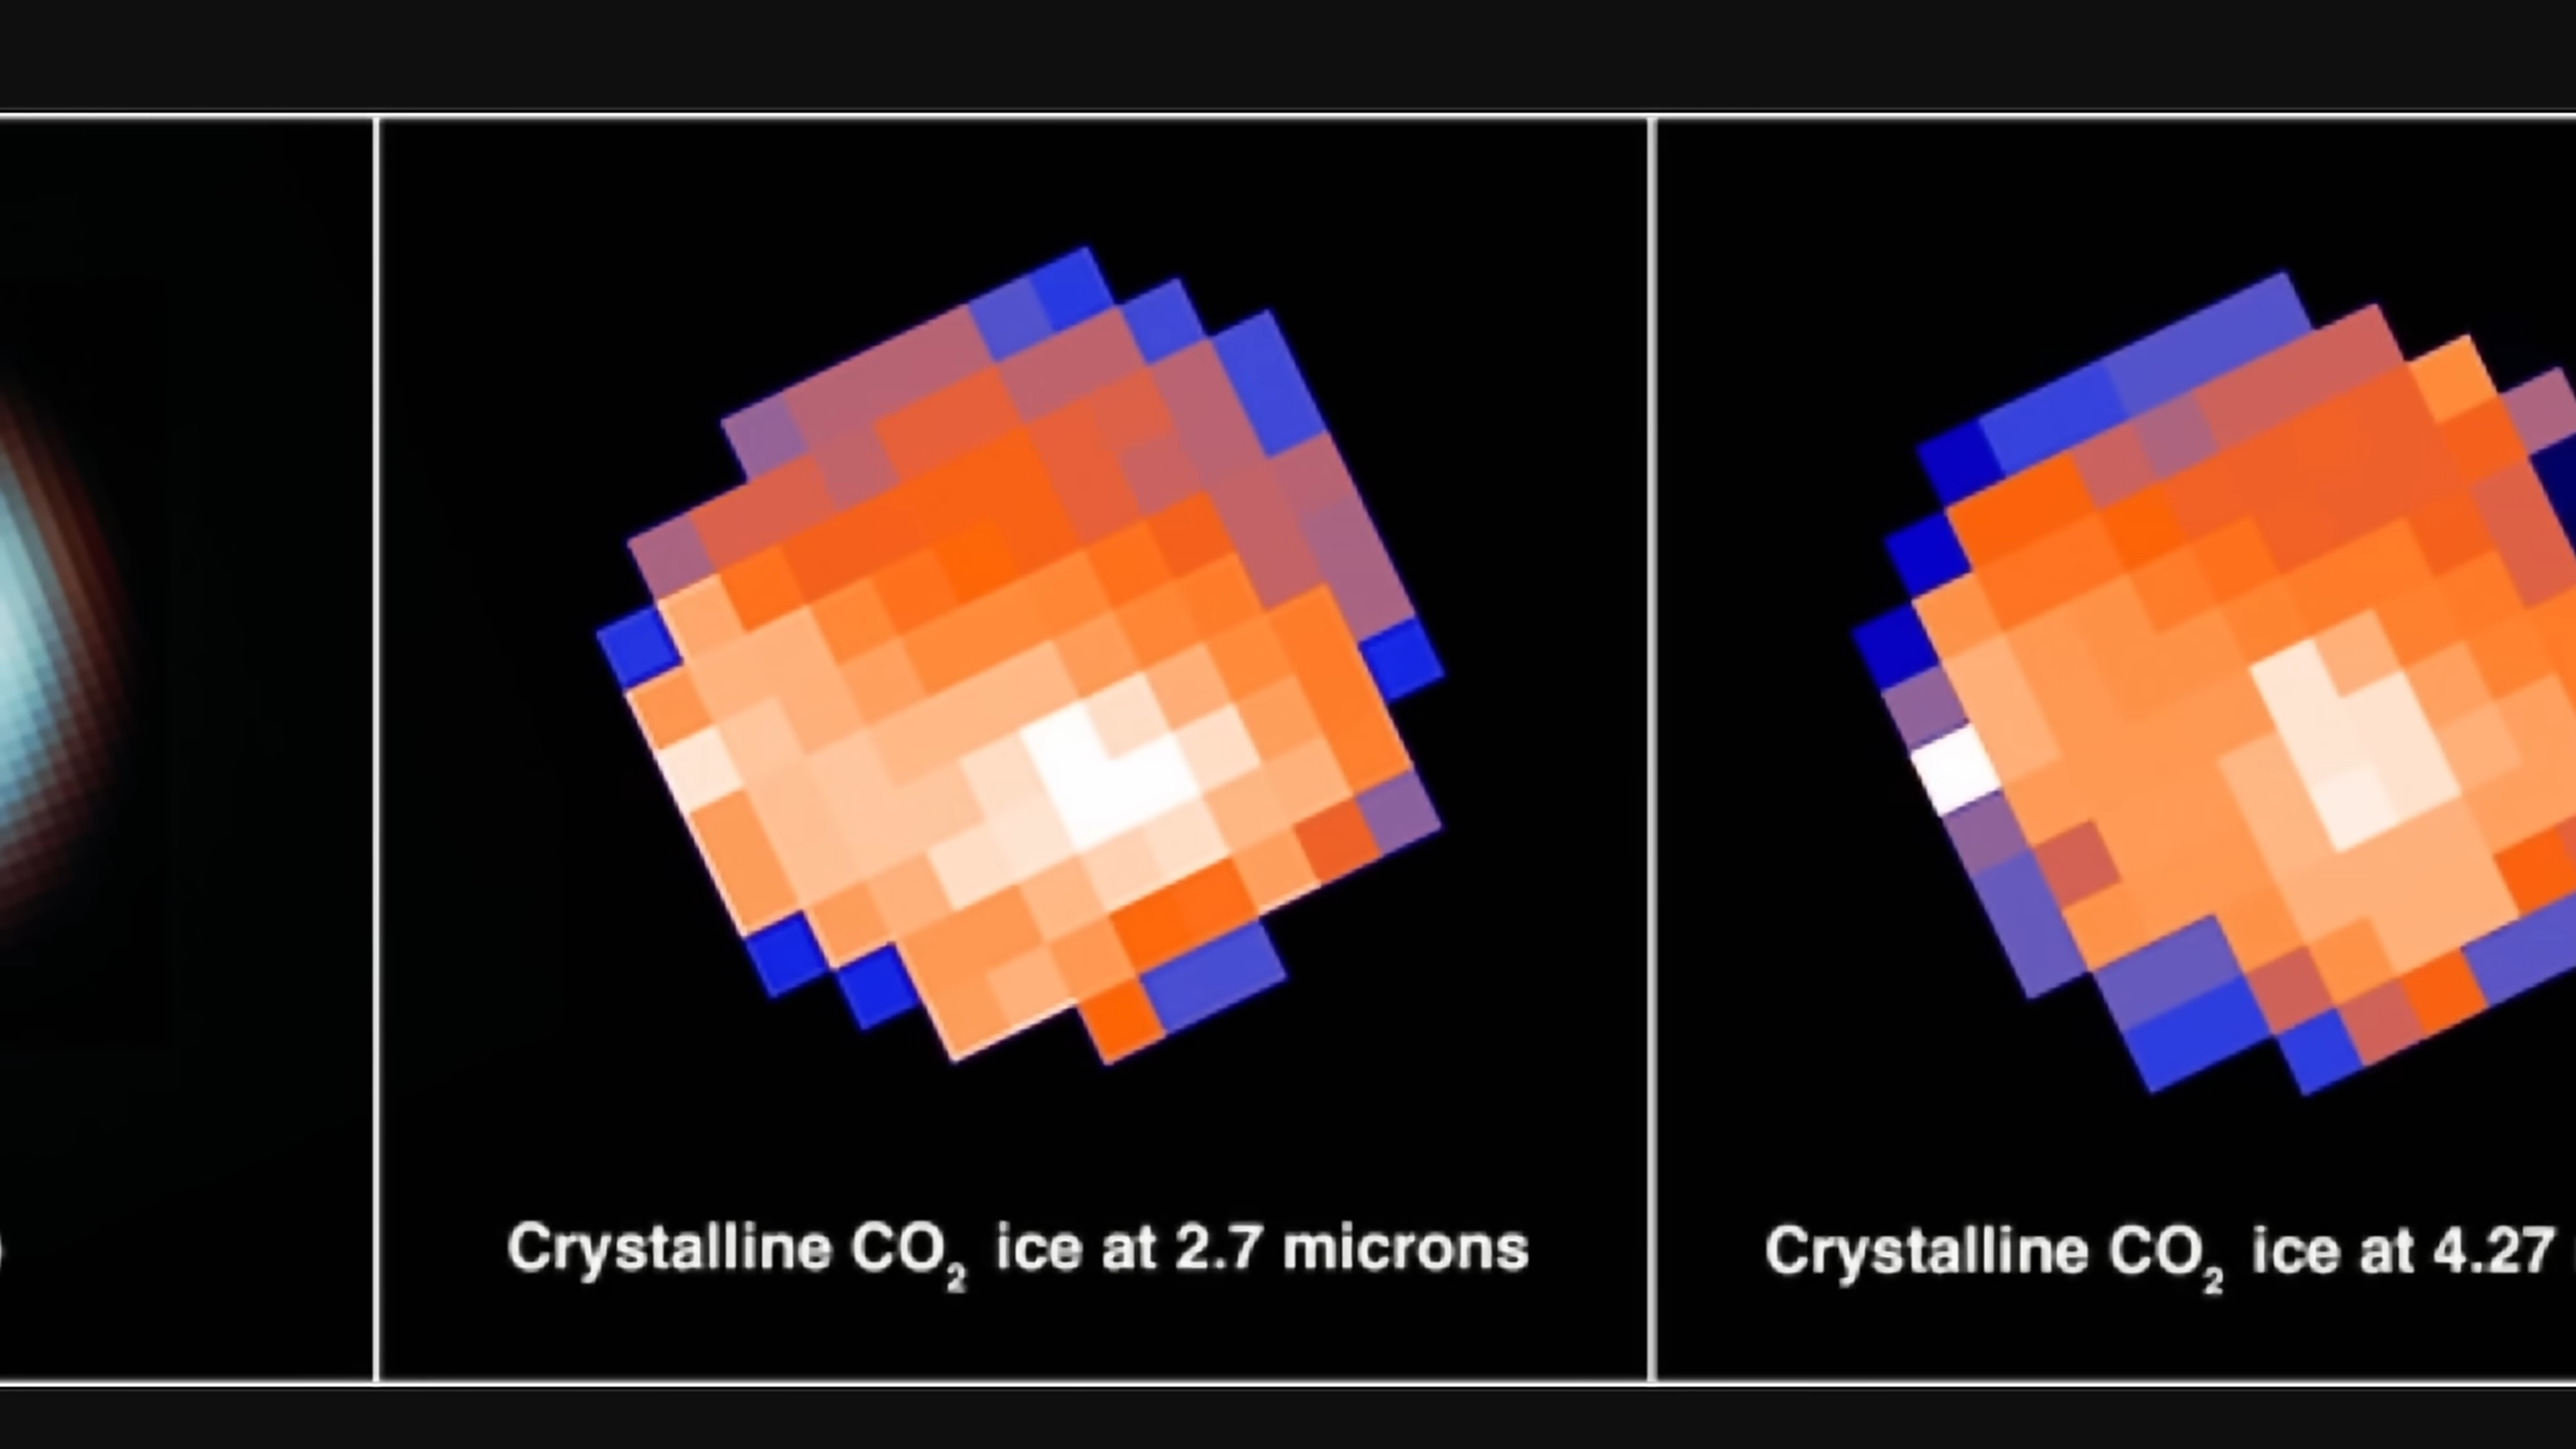 )
Crystalline CO₂ ice at 2.7 microns
Crystalline CO₂ ice at 4.27